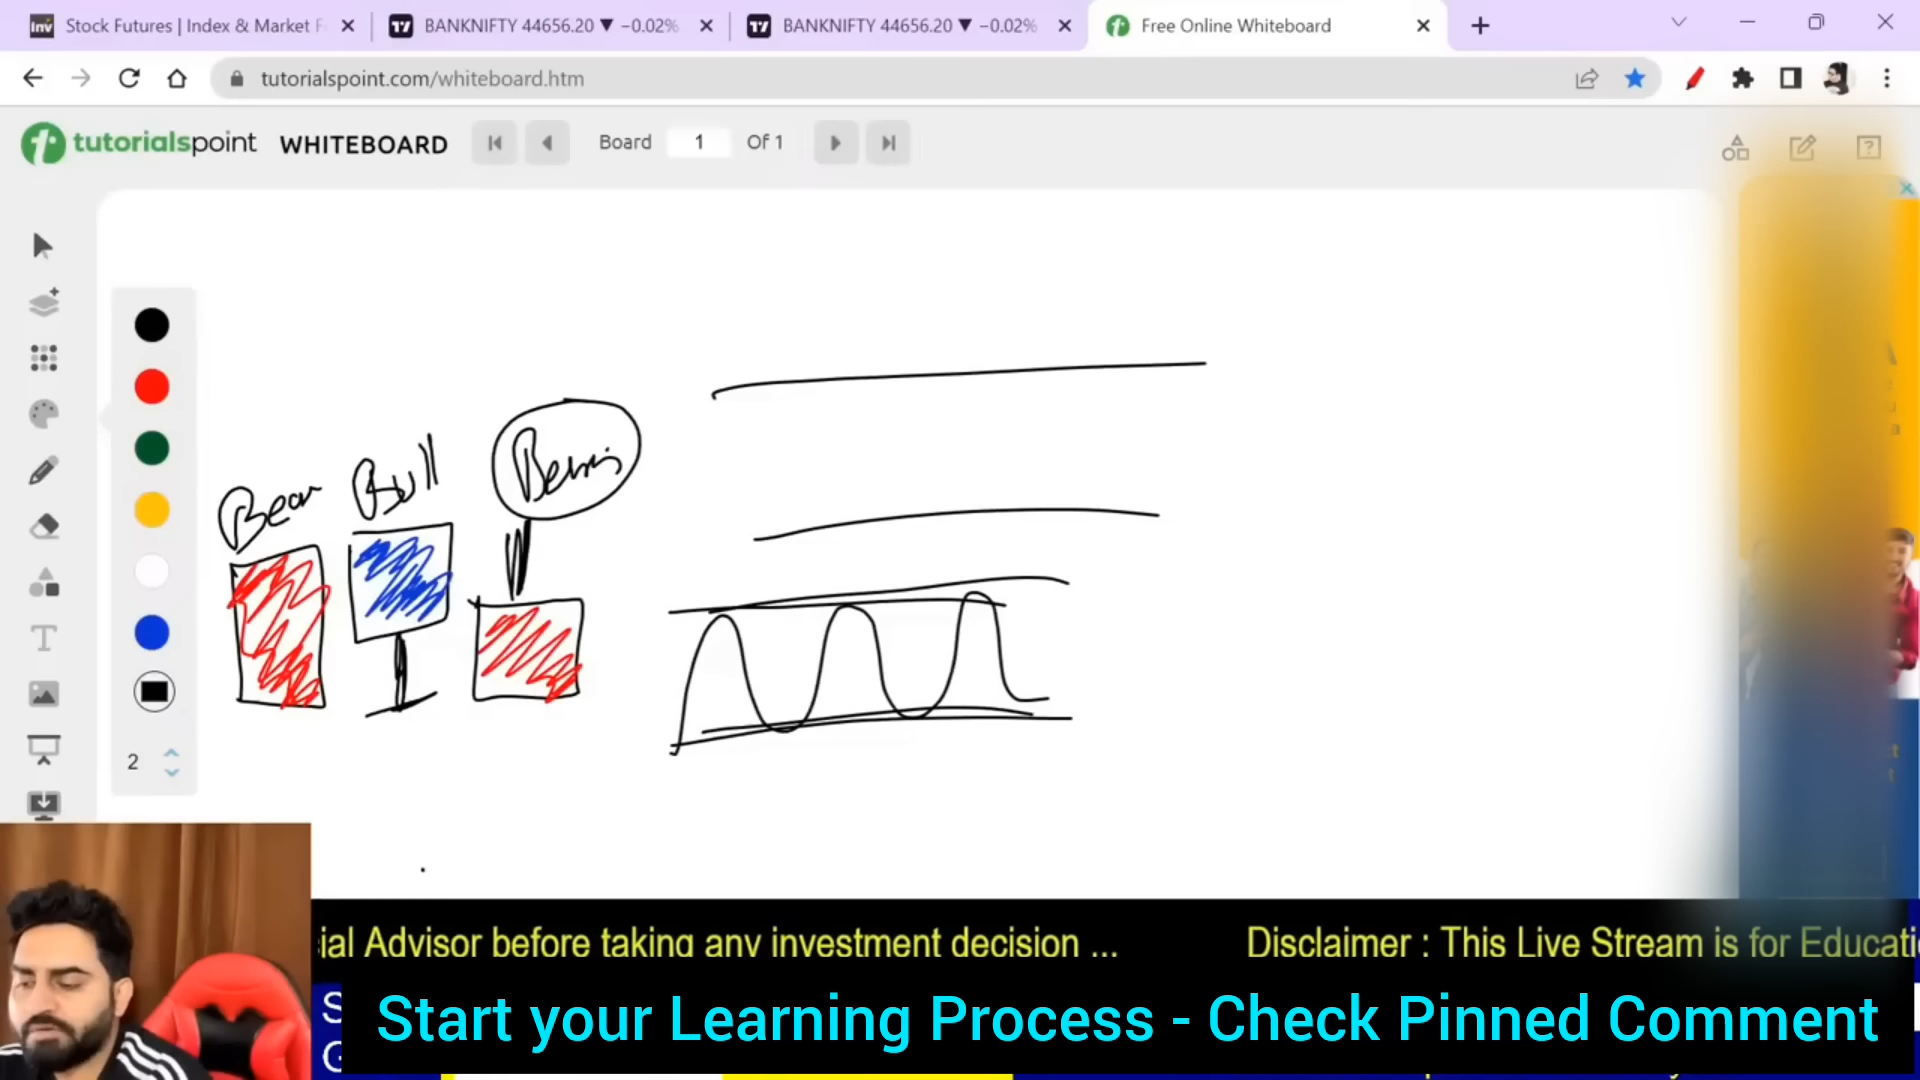 Stock Futures | Index & Market F
BANKNIFTY 44656.20 ▼ −0.02%
BANKNIFTY 44656.20 ▼ −0.02%
Free Online Whiteboard
tutorialspoint.com/whiteboard.htm
tutorialspoint WHITEBOARD Board 1 Of 1
Bear
Bull
2
ial Advisor before taking any investment decision ... Disclaimer : This Live Stream is for Educati
Start your Learning Process - Check Pinned Comment